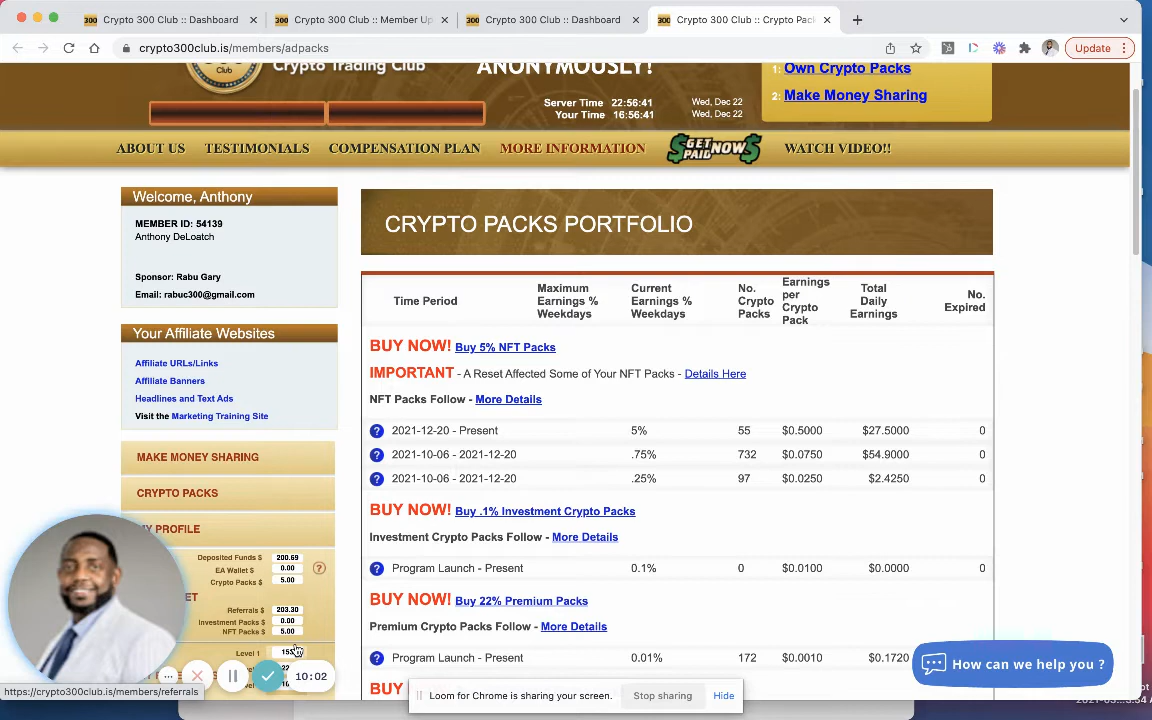 Crypto 300 Club :: Dashboard
Crypto 300 Club :: Member Up
Crypto 300 Club :: Dashboard
Crypto 300 Club :: Crypto Pack
crypto300club.is/members/adpacks
Update
Club
Crypto Trading Club
ANONYMOUSLY!
1: Own Crypto Packs
2: Make Money Sharing
Server Time 22:56:41 Wed, Dec 22
Your Time 16:56:41 Wed, Dec 22
ABOUT US TESTIMONIALS COMPENSATION PLAN MORE INFORMATION GET PAID NOW WATCH VIDEO!!
Welcome, Anthony
MEMBER ID: 54139
Anthony DeLoatch
Sponsor: Rabu Gary
Email: rabuc300@gmail.com
Your Affiliate Websites
Affiliate URLs/Links
Affiliate Banners
Headlines and Text Ads
Visit the Marketing Training Site
MAKE MONEY SHARING
CRYPTO PACKS
MY PROFILE
Deposited Funds $ 200.69
EA Wallet $ 0.00
Crypto Packs $ 5.00
ET
Referrals $ 203.30
Investment Packs $ 0.00
NFT Packs $ 5.00
Level 1
CRYPTO PACKS PORTFOLIO
Time Period
Maximum Earnings % Weekdays
Current Earnings % Weekdays
No. Crypto Packs
Earnings per Crypto Pack
Total Daily Earnings
No. Expired
BUY NOW! Buy 5% NFT Packs
IMPORTANT - A Reset Affected Some of Your NFT Packs - Details Here
NFT Packs Follow - More Details
? 2021-12-20 - Present 5% 55 $0.5000 $27.5000 0
? 2021-10-06 - 2021-12-20 .75% 732 $0.0750 $54.9000 0
? 2021-10-06 - 2021-12-20 .25% 97 $0.0250 $2.4250 0
BUY NOW! Buy .1% Investment Crypto Packs
Investment Crypto Packs Follow - More Details
? Program Launch - Present 0.1% 0 $0.0100 $0.0000 0
BUY NOW! Buy 22% Premium Packs
Premium Crypto Packs Follow - More Details
? Program Launch - Present 0.01% 172 $0.0010 $0.1720 0
BUY
How can we help you ?
10:02
https://crypto300club.is/members/referrals
Loom for Chrome is sharing your screen. Stop sharing Hide